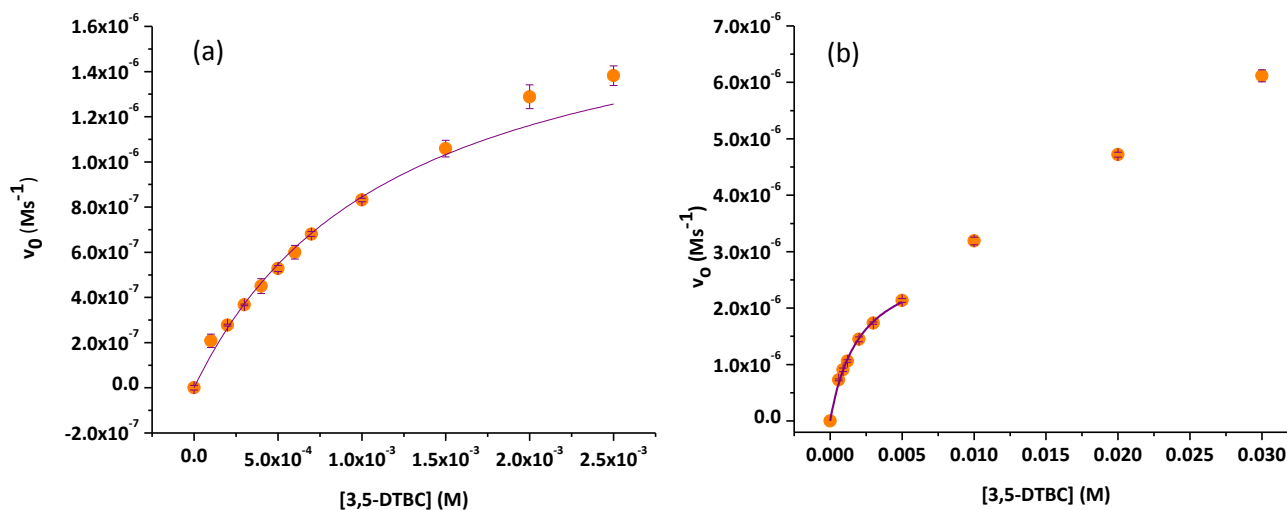 (a)
1.6x10⁻⁶
1.4x10⁻⁶
1.2x10⁻⁶
1.0x10⁻⁶
8.0x10⁻⁷
6.0x10⁻⁷
4.0x10⁻⁷
2.0x10⁻⁷
0.0
-2.0x10⁻⁷
v₀ (Ms⁻¹)
0.0 5.0x10⁻⁴ 1.0x10⁻³ 1.5x10⁻³ 2.0x10⁻³ 2.5x10⁻³
[3,5-DTBC] (M)
(b)
7.0x10⁻⁶
6.0x10⁻⁶
5.0x10⁻⁶
4.0x10⁻⁶
3.0x10⁻⁶
2.0x10⁻⁶
1.0x10⁻⁶
0.0
vₒ (Ms⁻¹)
0.000 0.005 0.010 0.015 0.020 0.025 0.030
[3,5-DTBC] (M)